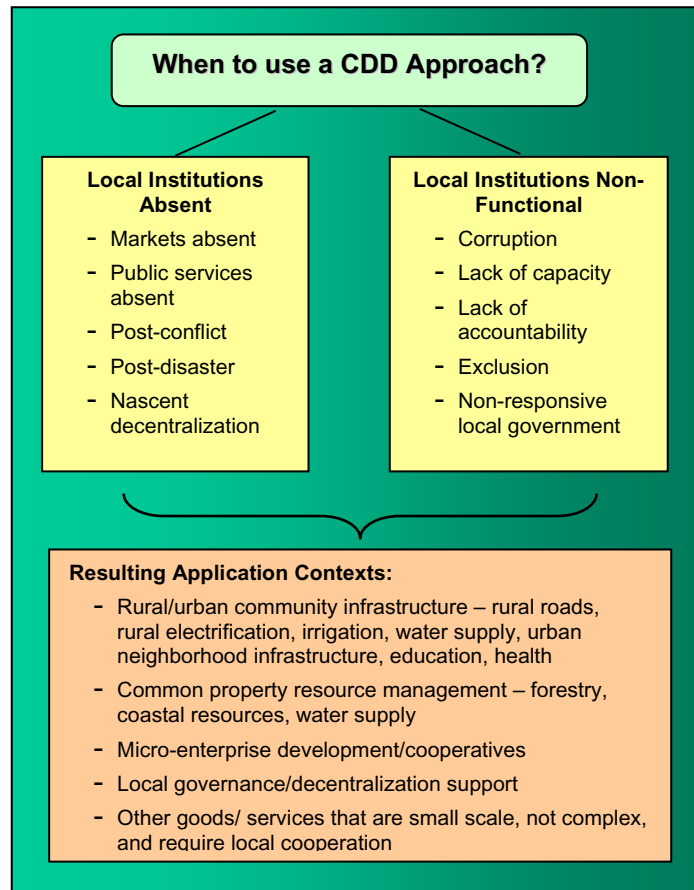 When to use a CDD Approach?
Local Institutions
Absent
- Markets absent
- Public services
absent
- Post-conflict
- Post-disaster
- Nascent
decentralization
Local Institutions Non-
Functional
- Corruption
- Lack of capacity
- Lack of
accountability
- Exclusion
- Non-responsive
local government
Resulting Application Contexts:
- Rural/urban community infrastructure – rural roads,
rural electrification, irrigation, water supply, urban
neighborhood infrastructure, education, health
- Common property resource management – forestry,
coastal resources, water supply
- Micro-enterprise development/cooperatives
- Local governance/decentralization support
- Other goods/ services that are small scale, not complex,
and require local cooperation